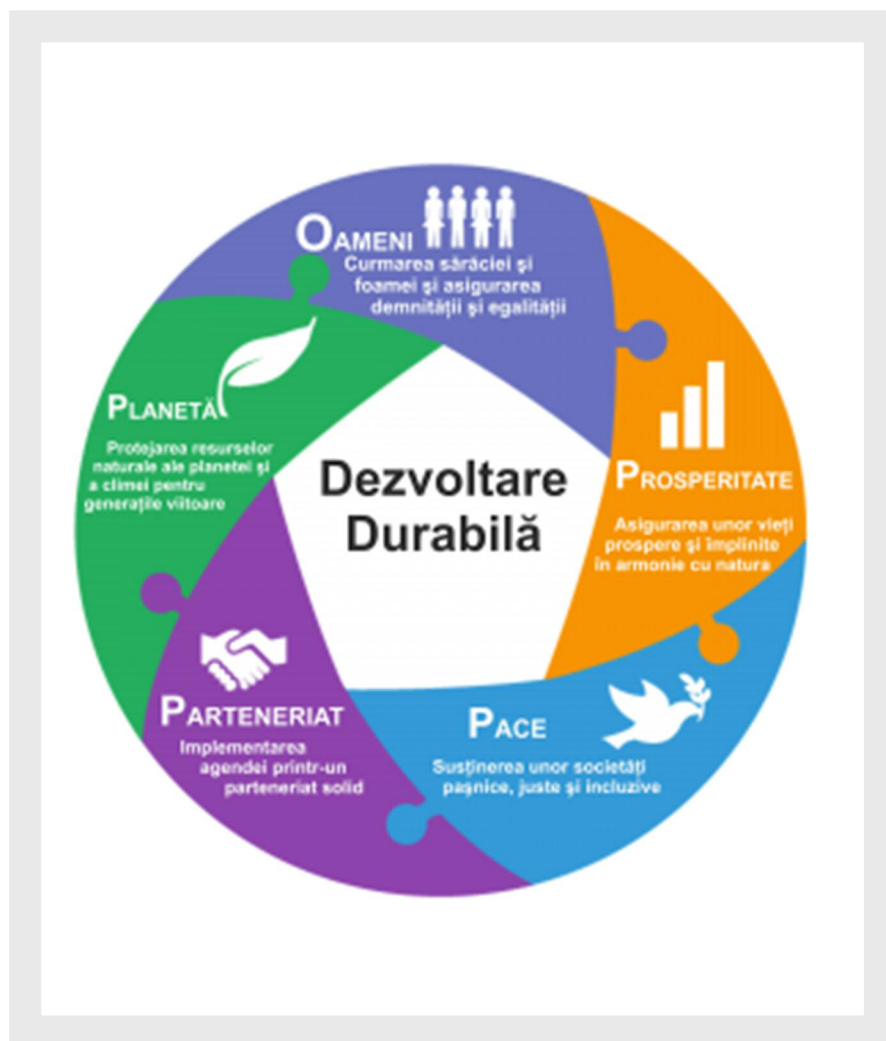 OAMENI
Curmarea sărăciei și
foamei și asigurarea
demnității și egalității
PROSPERITATE
Asigurarea unor vieți
prospere și împlinite
în armonie cu natura
PACE
Susținerea unor societăți
pașnice, juste și incluzive
PARTENERIAT
Implementarea
agendei printr-un
parteneriat solid
PLANETĂ
Protejarea resurselor
naturale ale planetei și
a climei pentru
generațiile viitoare
Dezvoltare
Durabilă